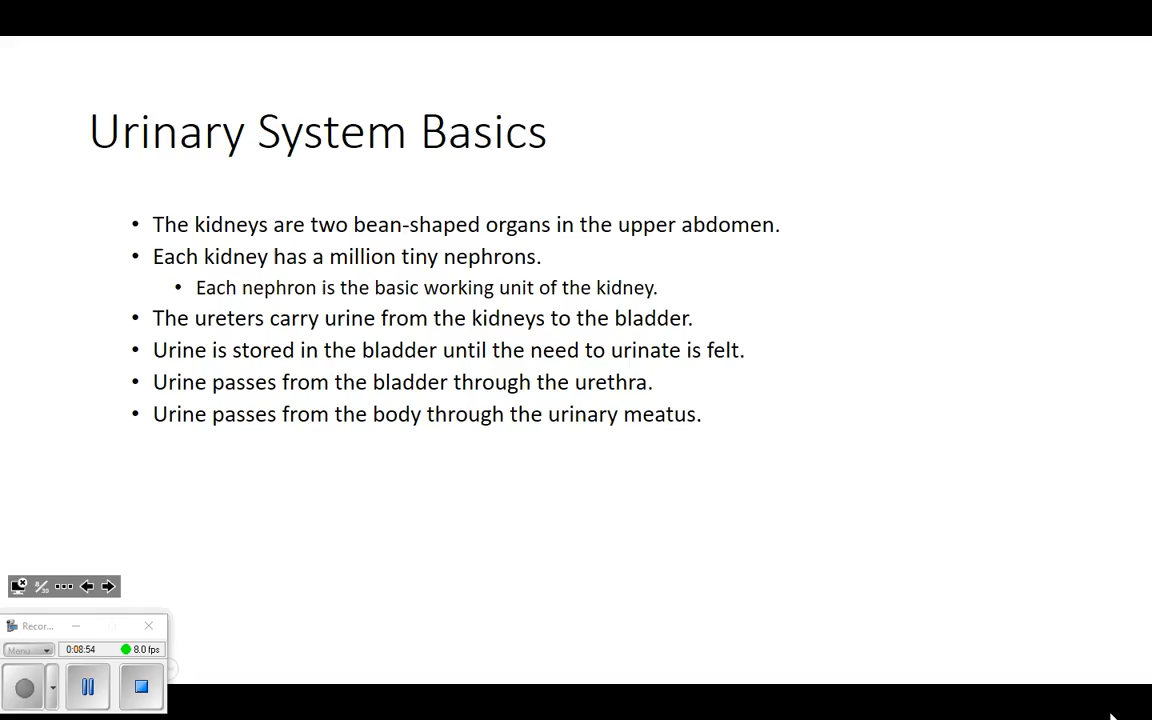 Urinary System Basics
• The kidneys are two bean-shaped organs in the upper abdomen.
• Each kidney has a million tiny nephrons.
• Each nephron is the basic working unit of the kidney.
• The ureters carry urine from the kidneys to the bladder.
• Urine is stored in the bladder until the need to urinate is felt.
• Urine passes from the bladder through the urethra.
• Urine passes from the body through the urinary meatus.
Recor...
Menu
0:08:54
8.0 fps